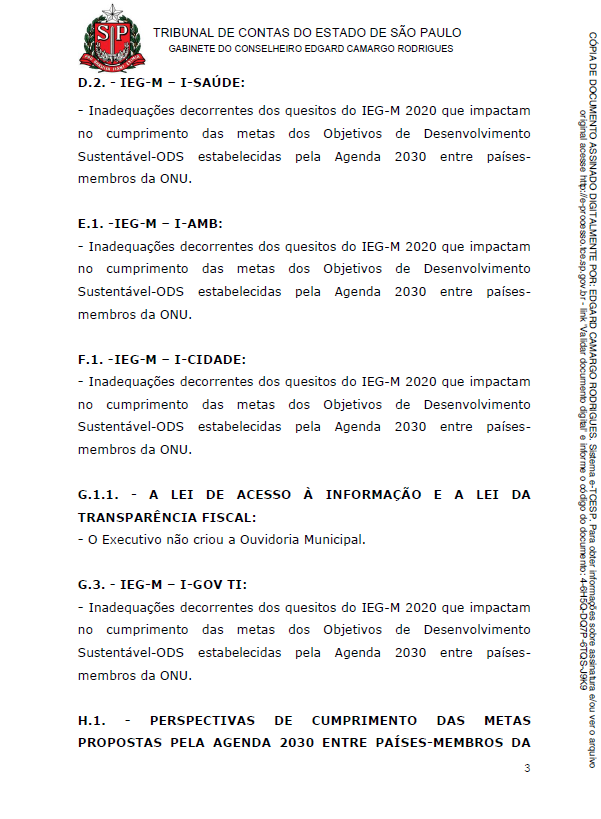 TRIBUNAL DE CONTAS DO ESTADO DE SÃO PAULO
GABINETE DO CONSELHEIRO EDGARD CAMARGO RODRIGUES
D.2. - IEG-M – I-SAÚDE:
- Inadequações decorrentes dos quesitos do IEG-M 2020 que impactam
no cumprimento das metas dos Objetivos de Desenvolvimento
Sustentável-ODS estabelecidas pela Agenda 2030 entre países-
membros da ONU.
E.1. -IEG-M – I-AMB:
- Inadequações decorrentes dos quesitos do IEG-M 2020 que impactam
no cumprimento das metas dos Objetivos de Desenvolvimento
Sustentável-ODS estabelecidas pela Agenda 2030 entre países-
membros da ONU.
F.1. -IEG-M – I-CIDADE:
- Inadequações decorrentes dos quesitos do IEG-M 2020 que impactam
no cumprimento das metas dos Objetivos de Desenvolvimento
Sustentável-ODS estabelecidas pela Agenda 2030 entre países-
membros da ONU.
G.1.1. - A LEI DE ACESSO À INFORMAÇÃO E A LEI DA
TRANSPARÊNCIA FISCAL:
- O Executivo não criou a Ouvidoria Municipal.
G.3. - IEG-M – I-GOV TI:
- Inadequações decorrentes dos quesitos do IEG-M 2020 que impactam
no cumprimento das metas dos Objetivos de Desenvolvimento
Sustentável-ODS estabelecidas pela Agenda 2030 entre países-
membros da ONU.
H.1. - PERSPECTIVAS DE CUMPRIMENTO DAS METAS
PROPOSTAS PELA AGENDA 2030 ENTRE PAÍSES-MEMBROS DA
3
CÓPIA DE DOCUMENTO ASSINADO DIGITALMENTE POR: EDGARD CAMARGO RODRIGUES. Sistema e-TCESP. Para obter informações sobre assinatura e/ou ver o arquivo
original acesse http://e-processo.tce.sp.gov.br - link 'Validar documento digital' e informe o código do documento: 4-6H5Q-DQ7P-6TQS-J9K9